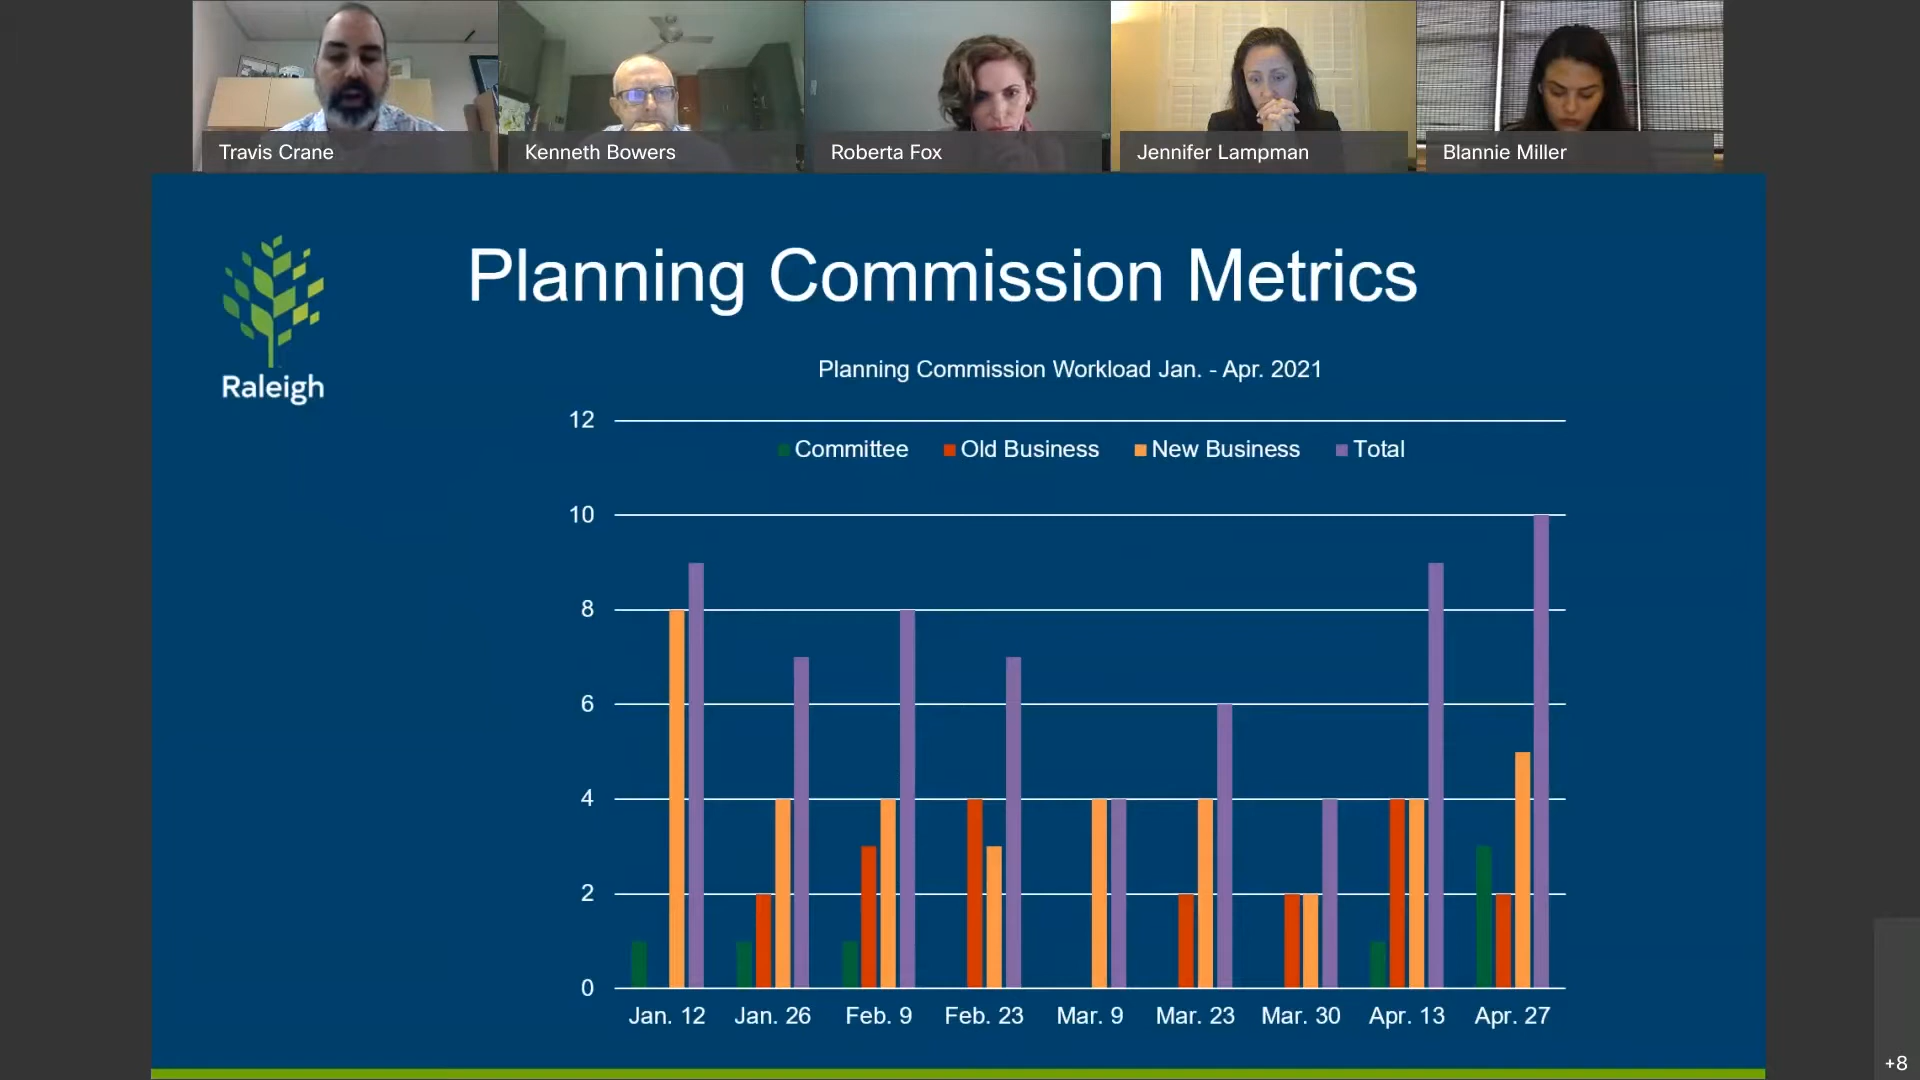 Travis Crane
Kenneth Bowers
Roberta Fox
Jennifer Lampman
Blannie Miller
Raleigh
Planning Commission Metrics
Planning Commission Workload Jan. - Apr. 2021
12
Committee Old Business New Business Total
10
8
6
4
2
0
Jan. 12 Jan. 26 Feb. 9 Feb. 23 Mar. 9 Mar. 23 Mar. 30 Apr. 13 Apr. 27
+8